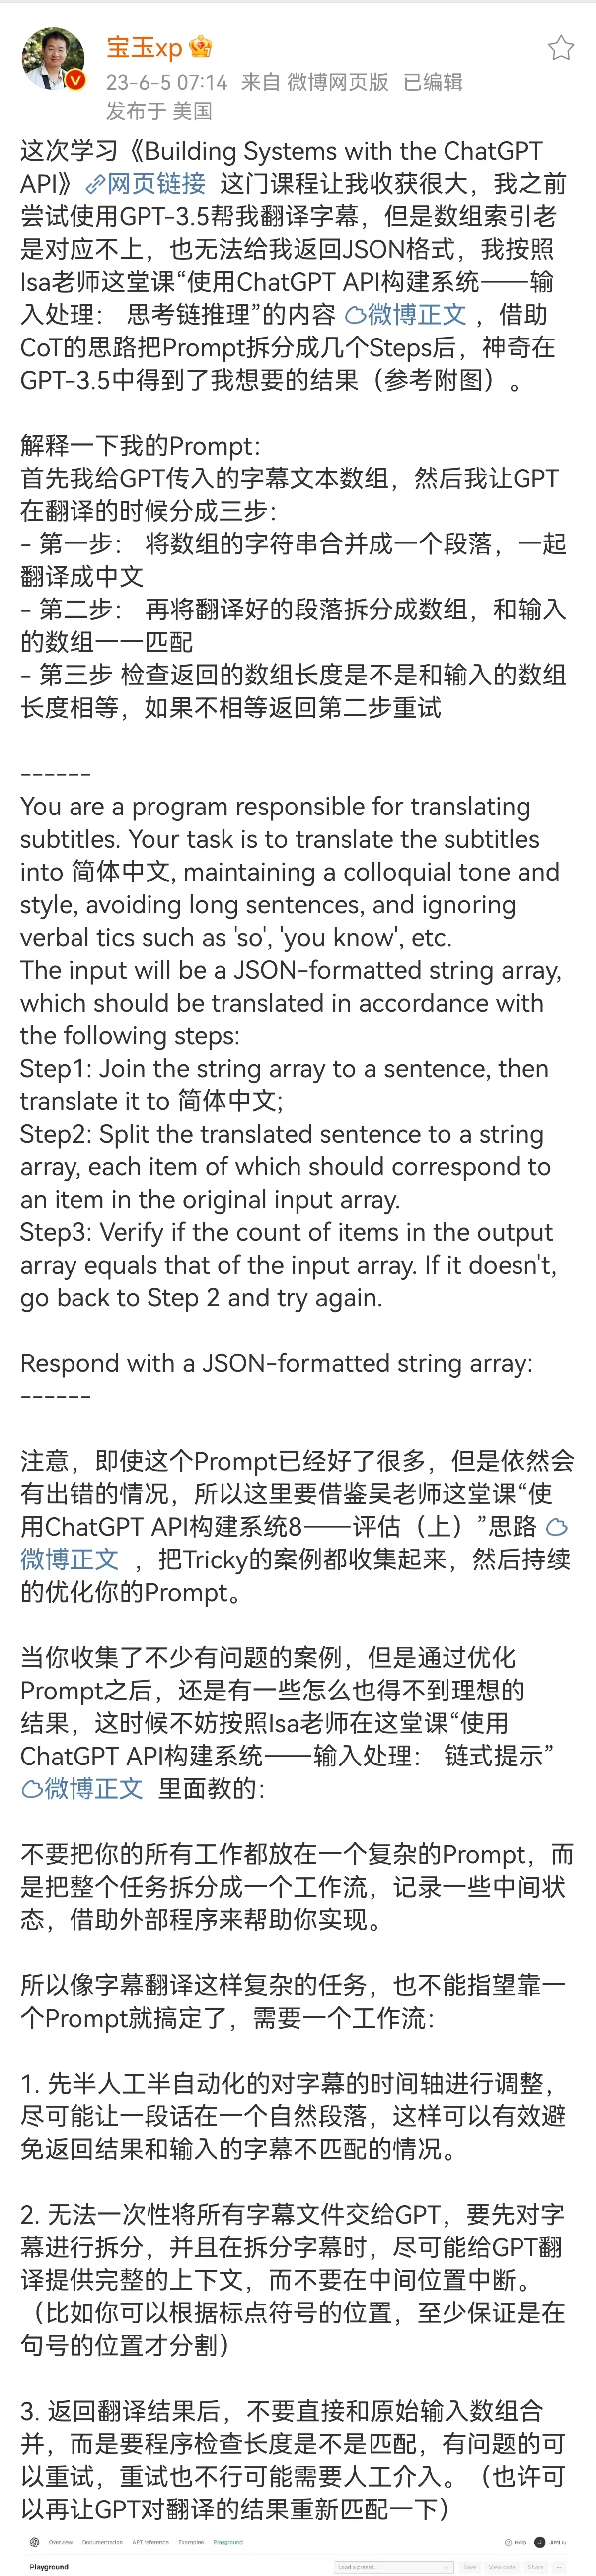 宝玉xp
23-6-5 07:14 来自 微博网页版 已编辑
发布于 美国
这次学习《Building Systems with the ChatGPT
API》网页链接 这门课程让我收获很大，我之前
尝试使用GPT-3.5帮我翻译字幕，但是数组索引老
是对应不上，也无法给我返回JSON格式，我按照
Isa老师这堂课“使用ChatGPT API构建系统——输
入处理： 思考链推理”的内容 微博正文 ，借助
CoT的思路把Prompt拆分成几个Steps后，神奇在
GPT-3.5中得到了我想要的结果（参考附图）。
解释一下我的Prompt：
首先我给GPT传入的字幕文本数组，然后我让GPT
在翻译的时候分成三步：
- 第一步： 将数组的字符串合并成一个段落，一起
翻译成中文
- 第二步： 再将翻译好的段落拆分成数组，和输入
的数组一一匹配
- 第三步 检查返回的数组长度是不是和输入的数组
长度相等，如果不相等返回第二步重试
------
You are a program responsible for translating
subtitles. Your task is to translate the subtitles
into 简体中文, maintaining a colloquial tone and
style, avoiding long sentences, and ignoring
verbal tics such as 'so', 'you know', etc.
The input will be a JSON-formatted string array,
which should be translated in accordance with
the following steps:
Step1: Join the string array to a sentence, then
translate it to 简体中文;
Step2: Split the translated sentence to a string
array, each item of which should correspond to
an item in the original input array.
Step3: Verify if the count of items in the output
array equals that of the input array. If it doesn't,
go back to Step 2 and try again.
Respond with a JSON-formatted string array:
------
注意，即使这个Prompt已经好了很多，但是依然会
有出错的情况，所以这里要借鉴吴老师这堂课“使
用ChatGPT API构建系统8——评估（上）”思路
微博正文 ，把Tricky的案例都收集起来，然后持续
的优化你的Prompt。
当你收集了不少有问题的案例，但是通过优化
Prompt之后，还是有一些怎么也得不到理想的
结果，这时候不妨按照Isa老师在这堂课“使用
ChatGPT API构建系统——输入处理： 链式提示”
微博正文 里面教的：
不要把你的所有工作都放在一个复杂的Prompt，而
是把整个任务拆分成一个工作流，记录一些中间状
态，借助外部程序来帮助你实现。
所以像字幕翻译这样复杂的任务，也不能指望靠一
个Prompt就搞定了，需要一个工作流：
1. 先半人工半自动化的对字幕的时间轴进行调整，
尽可能让一段话在一个自然段落，这样可以有效避
免返回结果和输入的字幕不匹配的情况。
2. 无法一次性将所有字幕文件交给GPT，要先对字
幕进行拆分，并且在拆分字幕时，尽可能给GPT翻
译提供完整的上下文，而不要在中间位置中断。
（比如你可以根据标点符号的位置，至少保证是在
句号的位置才分割）
3. 返回翻译结果后，不要直接和原始输入数组合
并，而是要程序检查长度是不是匹配，有问题的可
以重试，重试也不行可能需要人工介入。（也许可
以再让GPT对翻译的结果重新匹配一下）
Overview Documentation API reference Examples Playground Help
Playground Load a preset... Save View code Share